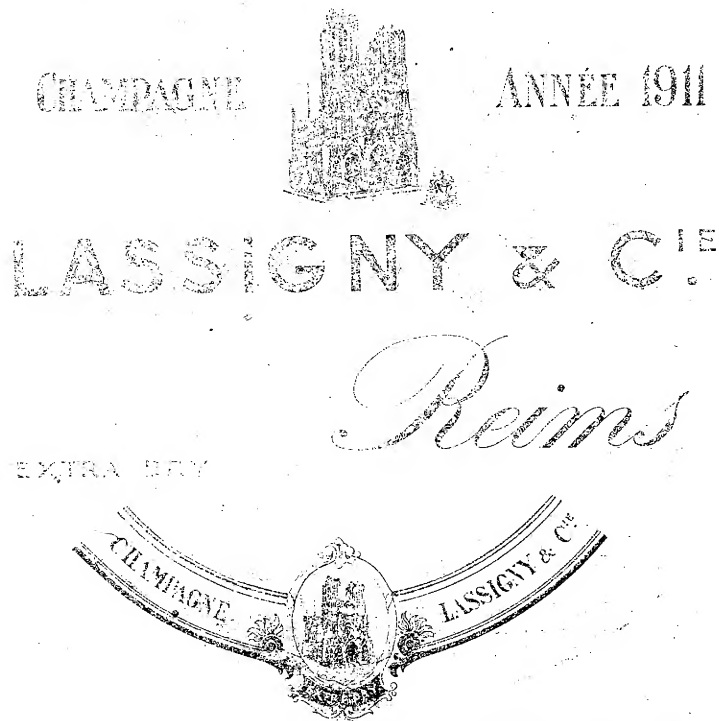 CHAMPAGNE ANNÉE 1911
LASSIGNY & CIE.
Reims
EXTRA DRY
CHAMPAGNE LASSIGNY & CIE